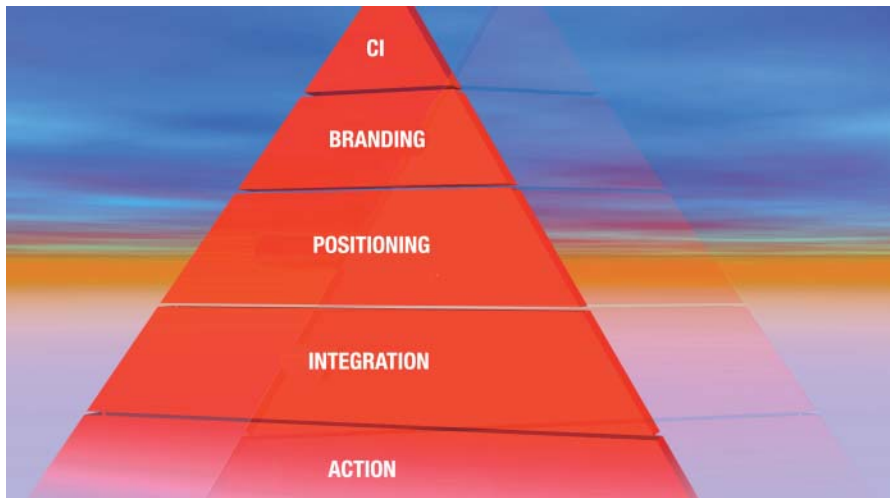 CI
BRANDING
POSITIONING
INTEGRATION
ACTION